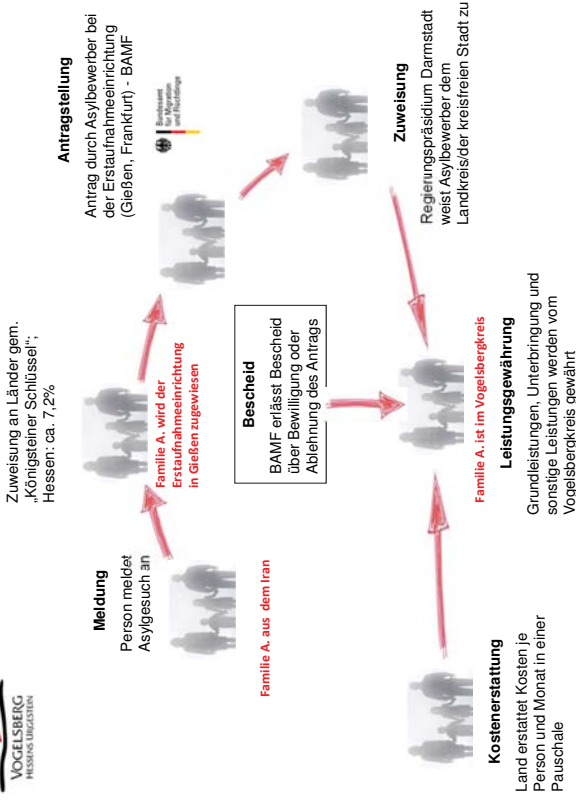 VOGELSBERG
HESSENS URGESTEIN
Meldung
Person meldet
Asylgesuch an
Familie A. aus dem Iran
Zuweisung an Länder gem.
„Königsteiner Schlüssel“;
Hessen: ca. 7,2%
Familie A. wird der
Erstaufnahmeeinrichtung
in Gießen zugewiesen
Antragstellung
Antrag durch Asylbewerber bei
der Erstaufnahmeeinrichtung
(Gießen, Frankfurt) - BAMF
Bundesamt
für Migration
und Flüchtlinge
Zuweisung
Regierungspräsidium Darmstadt
weist Asylbewerber dem
Landkreis/der kreisfreien Stadt zu
Bescheid
BAMF erlässt Bescheid
über Bewilligung oder
Ablehnung des Antrags
Familie A. ist im Vogelsbergkreis
Leistungsgewährung
Grundleistungen, Unterbringung und
sonstige Leistungen werden vom
Vogelsbergkreis gewährt
Kostenerstattung
Land erstattet Kosten je
Person und Monat in einer
Pauschale